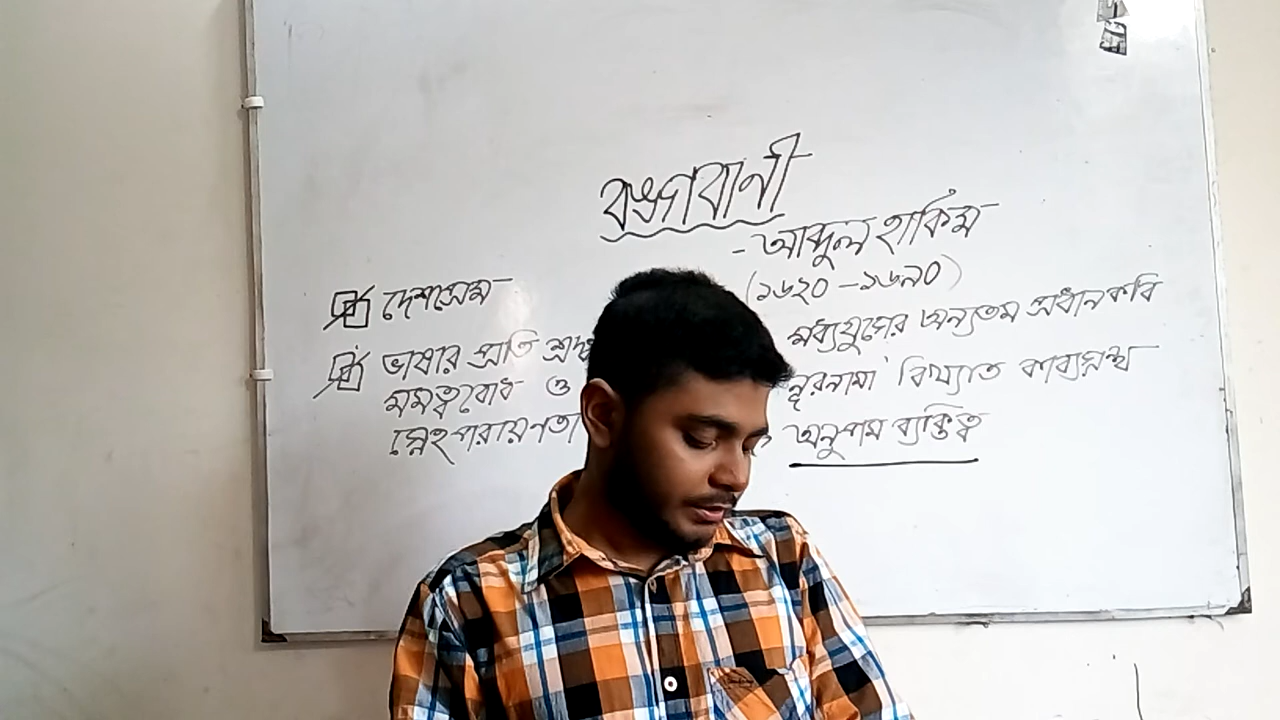 বঙ্গবাণী
- আব্দুল হাকিম
(১৬২০ - ১৬৯০)
মধ্যযুগের অন্যতম প্রধান কবি
নূরনামা' বিখ্যাত কাব্যগ্রন্থ
অনুপম ব্যক্তিত্ব
দেশপ্রেম
ভাষার প্রতি
মমত্ববোধ ও
স্নেহপরায়ণতা